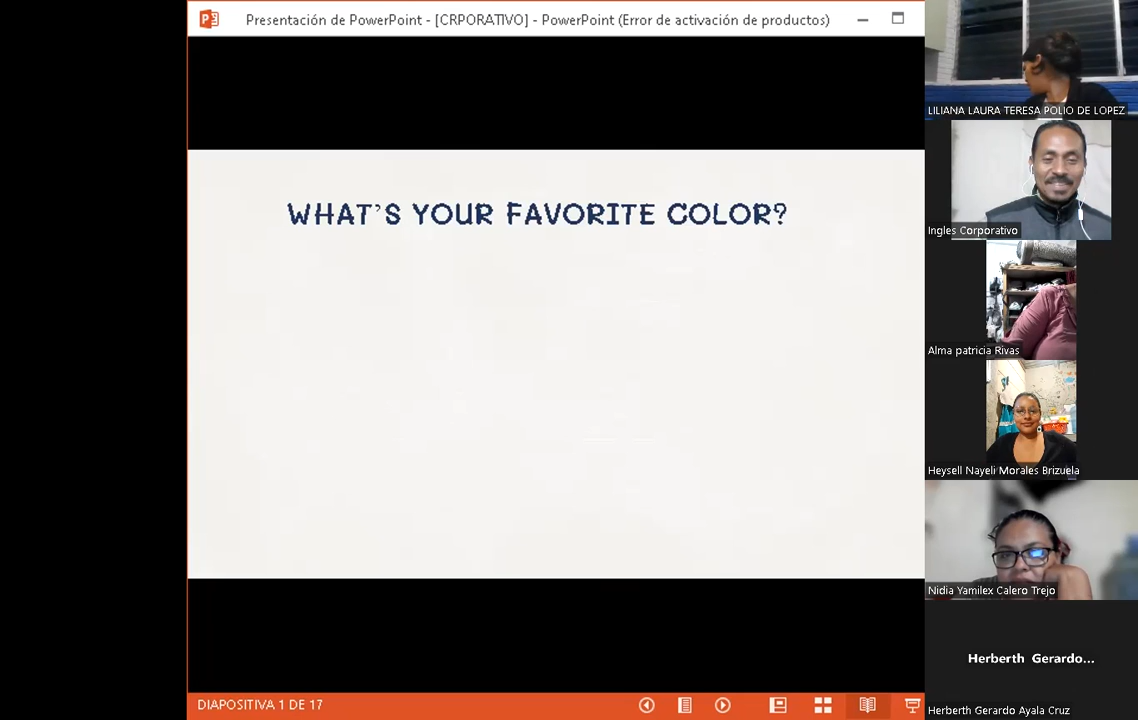 Presentación de PowerPoint - [CRPORATIVO] - PowerPoint (Error de activación de productos)
WHAT'S YOUR FAVORITE COLOR?
DIAPOSITIVA 1 DE 17
LILIANA LAURA TERESA POLIO DE LOPEZ
Ingles Corporativo
Alma patricia Rivas
Heysell Nayeli Morales Brizuela
Nidia Yamilex Calero Trejo
Herberth Gerardo...
Herberth Gerardo Ayala Cruz